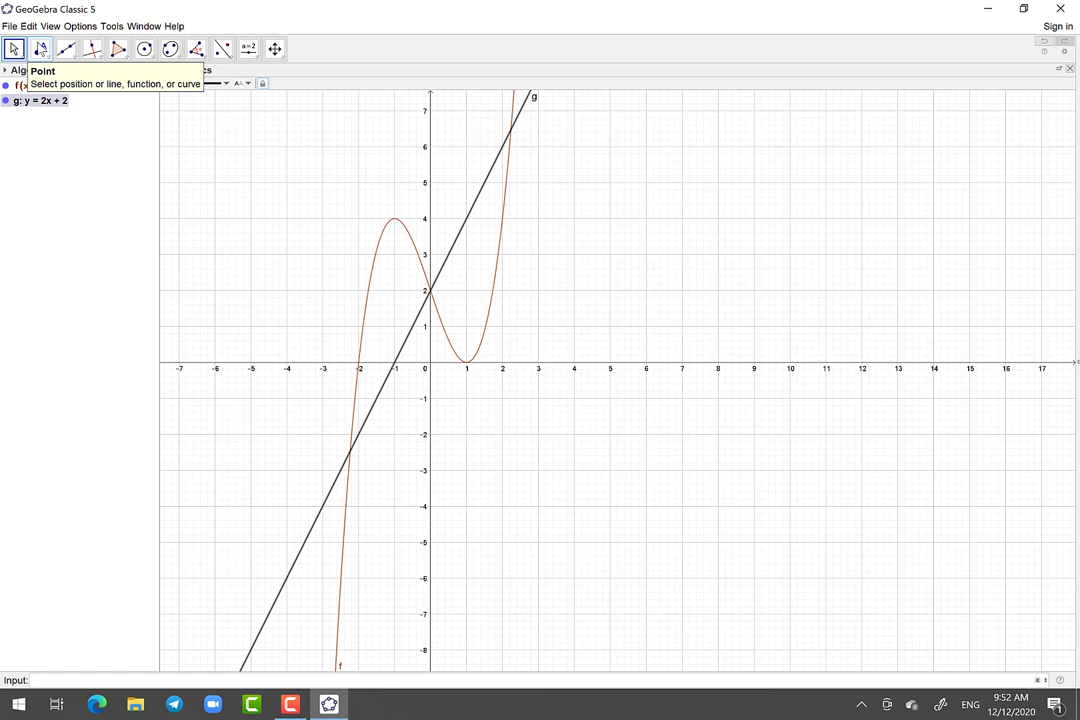 GeoGebra Classic 5
File Edit View Options Tools Window Help
Sign in
a=2
Point
Select position or line, function, or curve
g: y = 2x + 2
g
7
6
5
4
3
2
1
-7 -6 -5 -4 -3 -2 -1 0 1 2 3 4 5 6 7 8 9 10 11 12 13 14 15 16 17
-1
-2
-3
-4
-5
-6
-7
-8
f
Input:
ENG
9:52 AM
12/12/2020
1